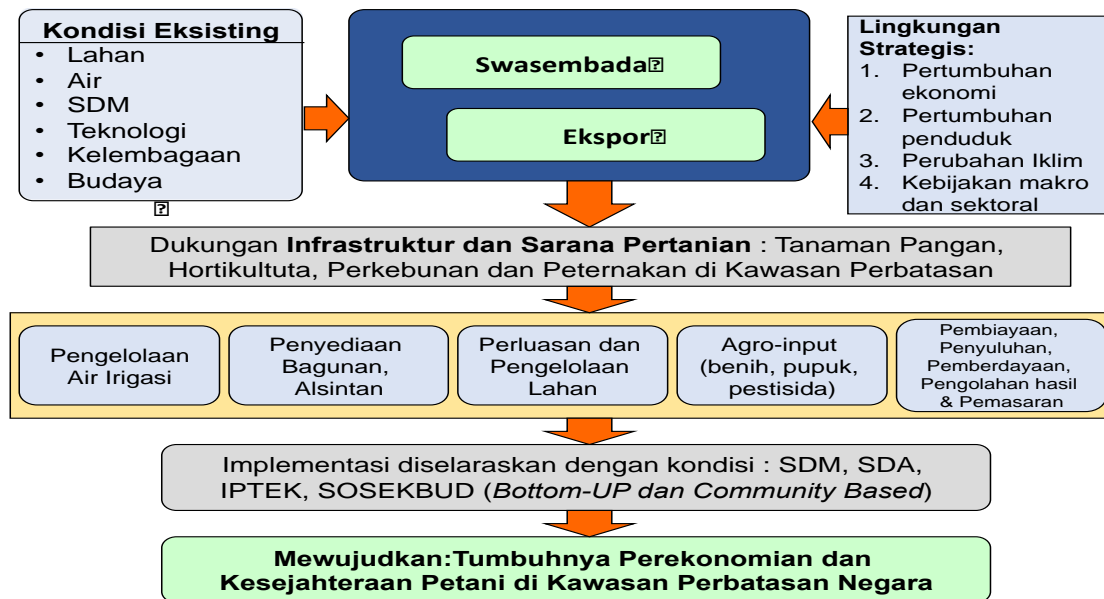 Kondisi Eksisting
• Lahan
• Air
• SDM
• Teknologi
• Kelembagaan
• Budaya
Swasembada
Ekspor
Lingkungan
Strategis:
1. Pertumbuhan
ekonomi
2. Pertumbuhan
penduduk
3. Perubahan Iklim
4. Kebijakan makro
dan sektoral
Dukungan Infrastruktur dan Sarana Pertanian : Tanaman Pangan,
Hortikultuta, Perkebunan dan Peternakan di Kawasan Perbatasan
Pengelolaan
Air Irigasi
Penyediaan
Bagunan,
Alsintan
Perluasan dan
Pengelolaan
Lahan
Agro-input
(benih, pupuk,
pestisida)
Pembiayaan,
Penyuluhan,
Pemberdayaan,
Pengolahan hasil
& Pemasaran
Implementasi diselaraskan dengan kondisi : SDM, SDA,
IPTEK, SOSEKBUD (Bottom-UP dan Community Based)
Mewujudkan:Tumbuhnya Perekonomian dan
Kesejahteraan Petani di Kawasan Perbatasan Negara